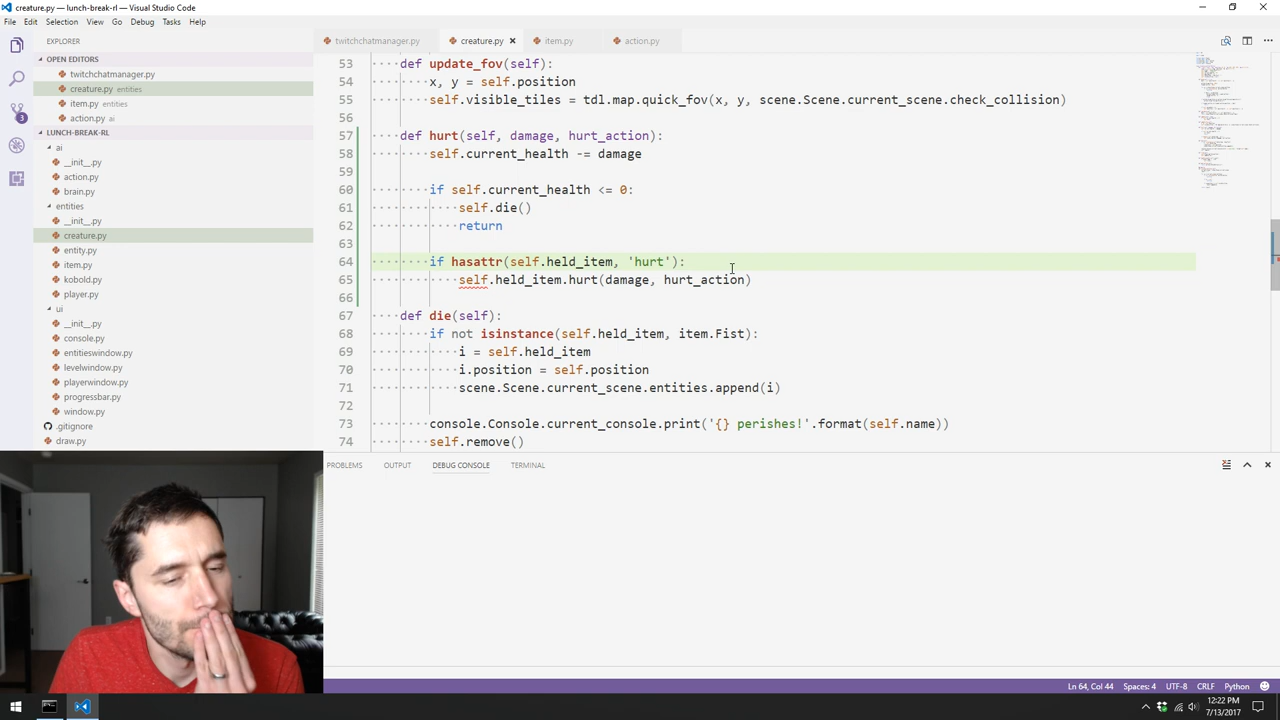 creature.py — lunch-break-rl — Visual Studio Code
File Edit Selection View Go Debug Tasks Help
EXPLORER
OPEN EDITORS
twitchchatmanager.py
creature.py entities
item.py entities
action.py ai
LUNCH-BREAK-RL
ai
__init__.py
action.py
brain.py
entities
__init__.py
creature.py
entity.py
item.py
kobold.py
player.py
ui
__init__.py
console.py
entitieswindow.py
levelwindow.py
playerwindow.py
progressbar.py
window.py
.gitignore
draw.py
3
twitchchatmanager.py creature.py item.py action.py
53 def update_fov(self):
54 x, y = self.position
55 self.visible_tiles = tdl.map.quick_fov(x, y, scene.Scene.current_scene.check_collision)
56
57 def hurt(self, damage, hurt_action):
58 self.current_health -= damage
59
60 if self.current_health <= 0:
61 self.die()
62 return
63
64 if hasattr(self.held_item, 'hurt'):
65 self.held_item.hurt(damage, hurt_action)
66
67 def die(self):
68 if not isinstance(self.held_item, item.Fist):
69 i = self.held_item
70 i.position = self.position
71 scene.Scene.current_scene.entities.append(i)
72
73 console.Console.current_console.print('{} perishes!'.format(self.name))
74 self.remove()
PROBLEMS OUTPUT DEBUG CONSOLE TERMINAL
Ln 64, Col 44 Spaces: 4 UTF-8 CRLF Python
12:22 PM
7/13/2017